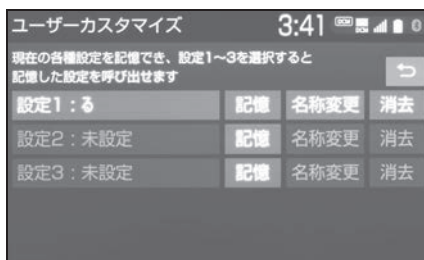 ユーザーカスタマイズ 3:41
現在の各種設定を記憶でき、設定1～3を選択すると
記憶した設定を呼び出せます
設定1：る 記憶 名称変更 消去
設定2：未設定 記憶 名称変更 消去
設定3：未設定 記憶 名称変更 消去